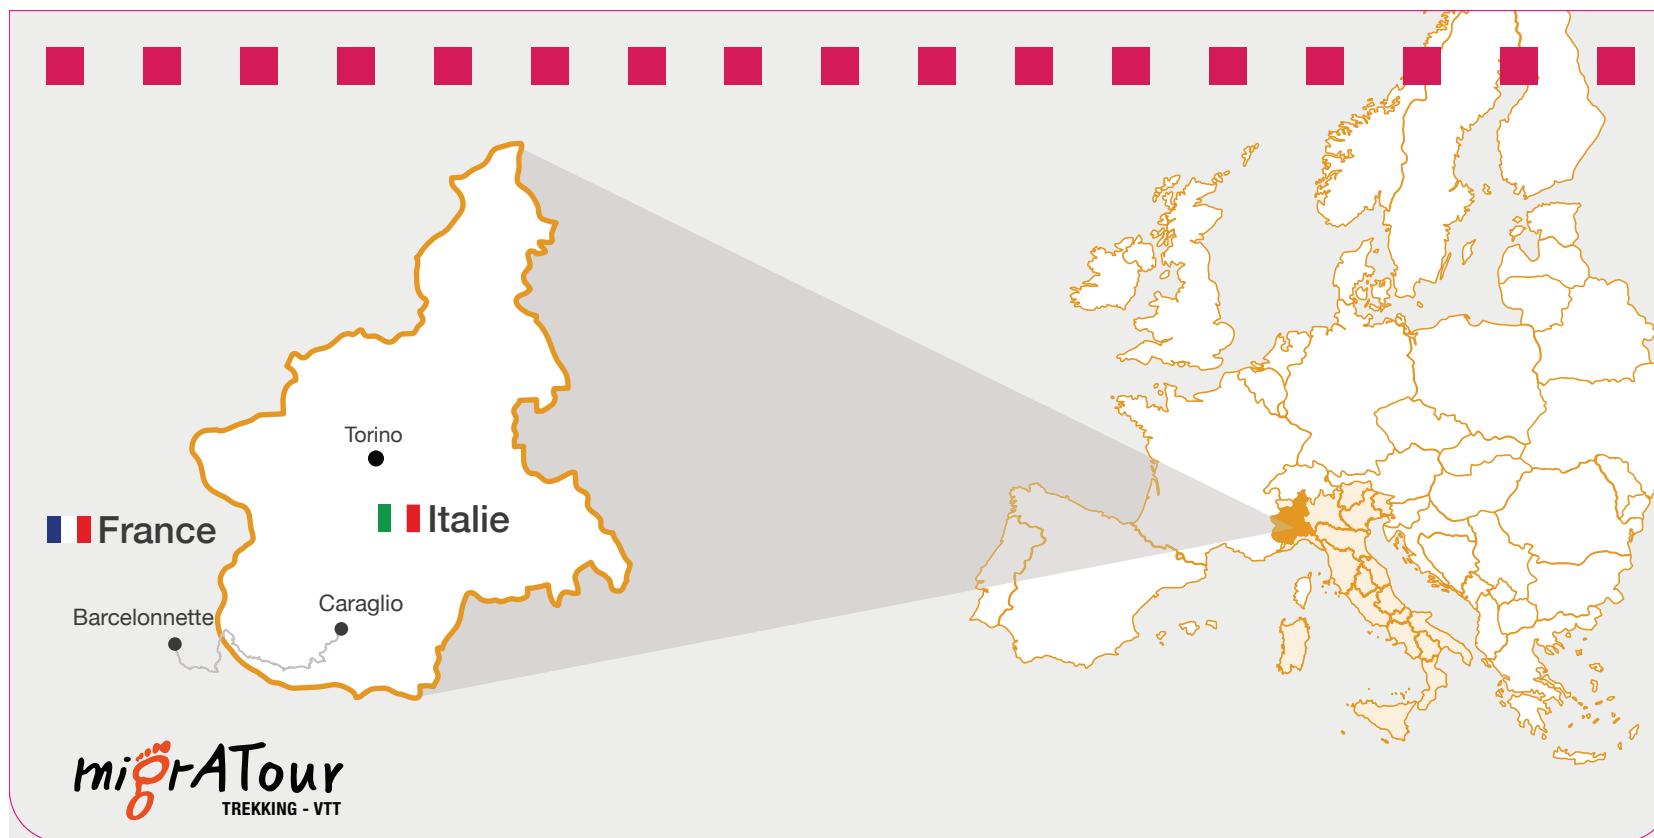 Torino
France
Italie
Barcelonnette
Caraglio
migrATour
TREKKING - VTT